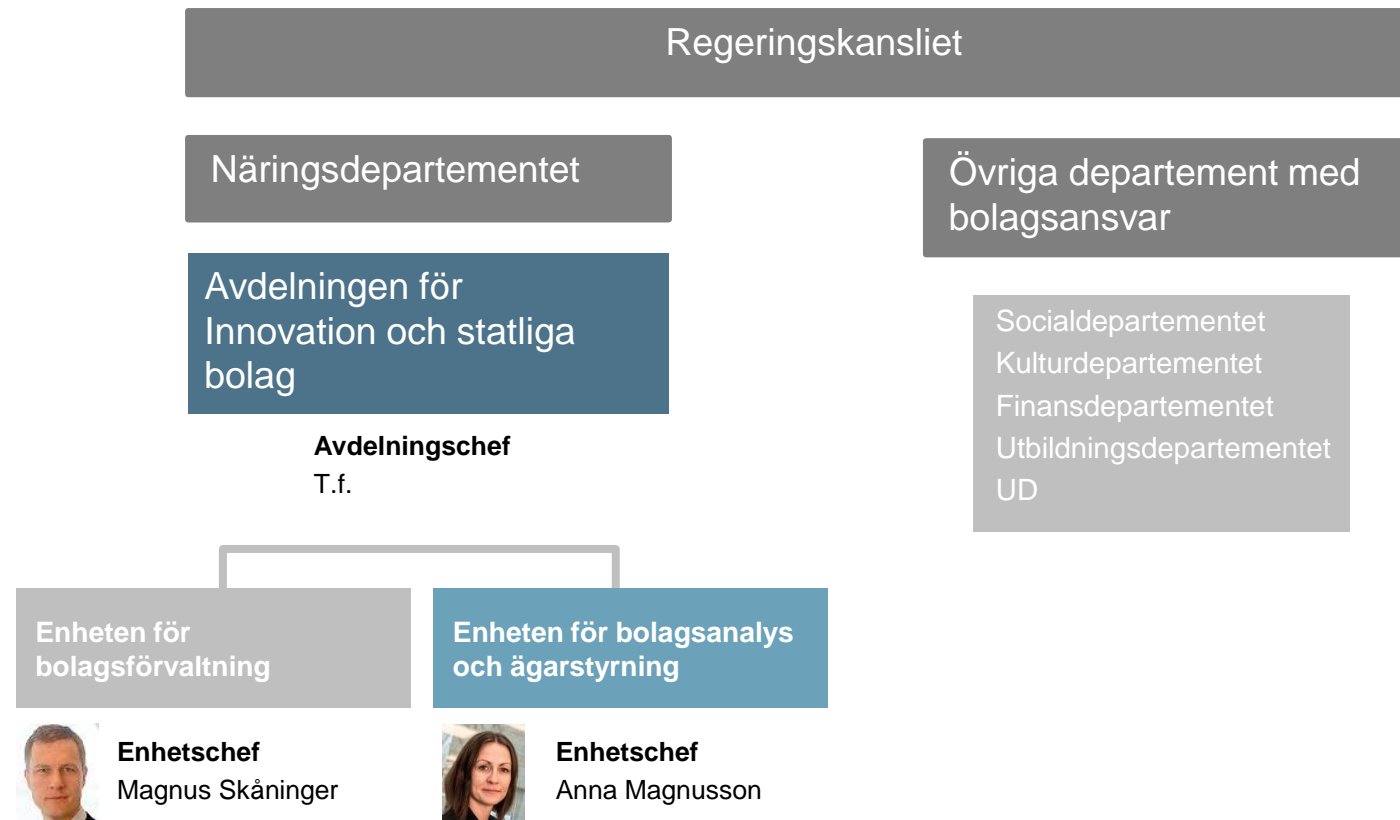 Regeringskansliet
Näringsdepartementet
Övriga departement med
bolagsansvar
Avdelningen för
Innovation och statliga
bolag
Socialdepartementet
Kulturdepartementet
Finansdepartementet
Utbildningsdepartementet
UD
Avdelningschef
T.f.
Enheten för
bolagsförvaltning
Enheten för bolagsanalys
och ägarstyrning
Enhetschef
Magnus Skåninger
Enhetschef
Anna Magnusson